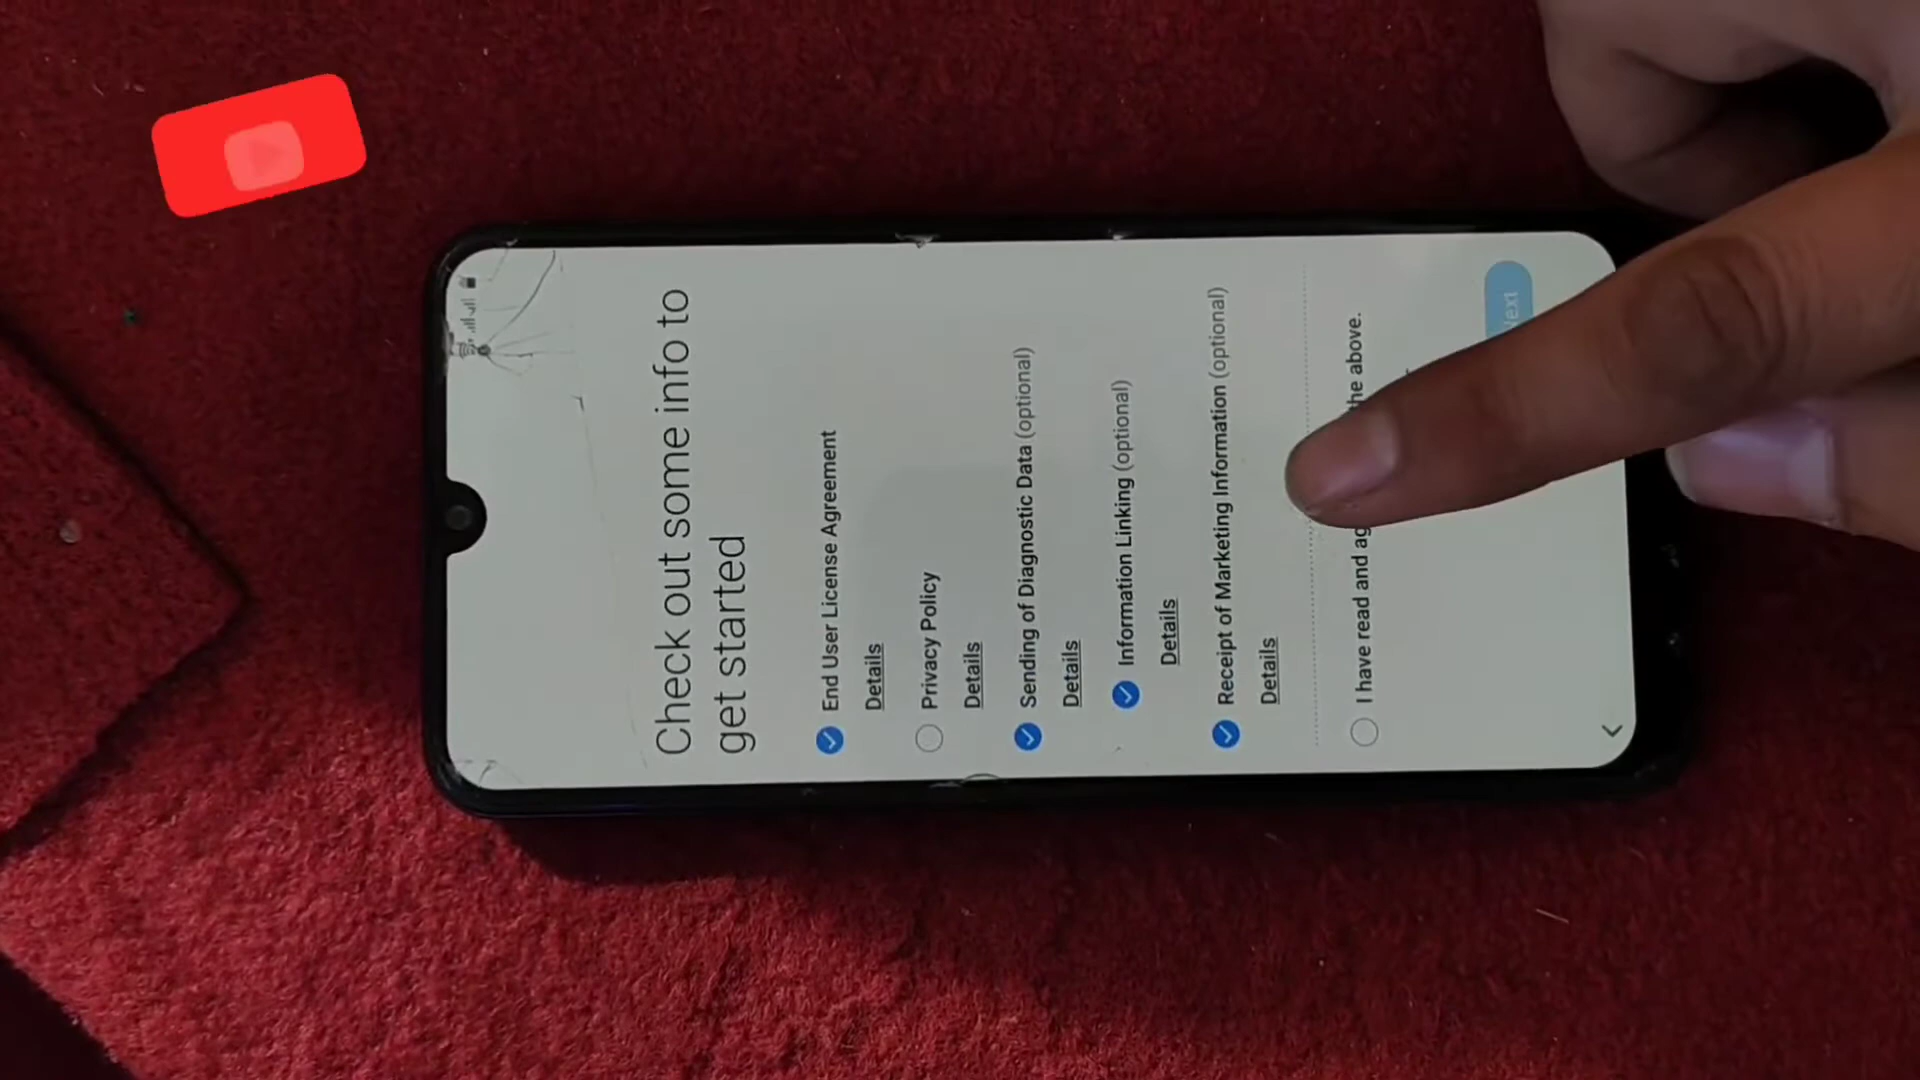 Check out some info to
get started
End User License Agreement
Details
Privacy Policy
Details
Sending of Diagnostic Data (optional)
Details
Information Linking (optional)
Details
Receipt of Marketing Information (optional)
Details
I have read and the above.
Next